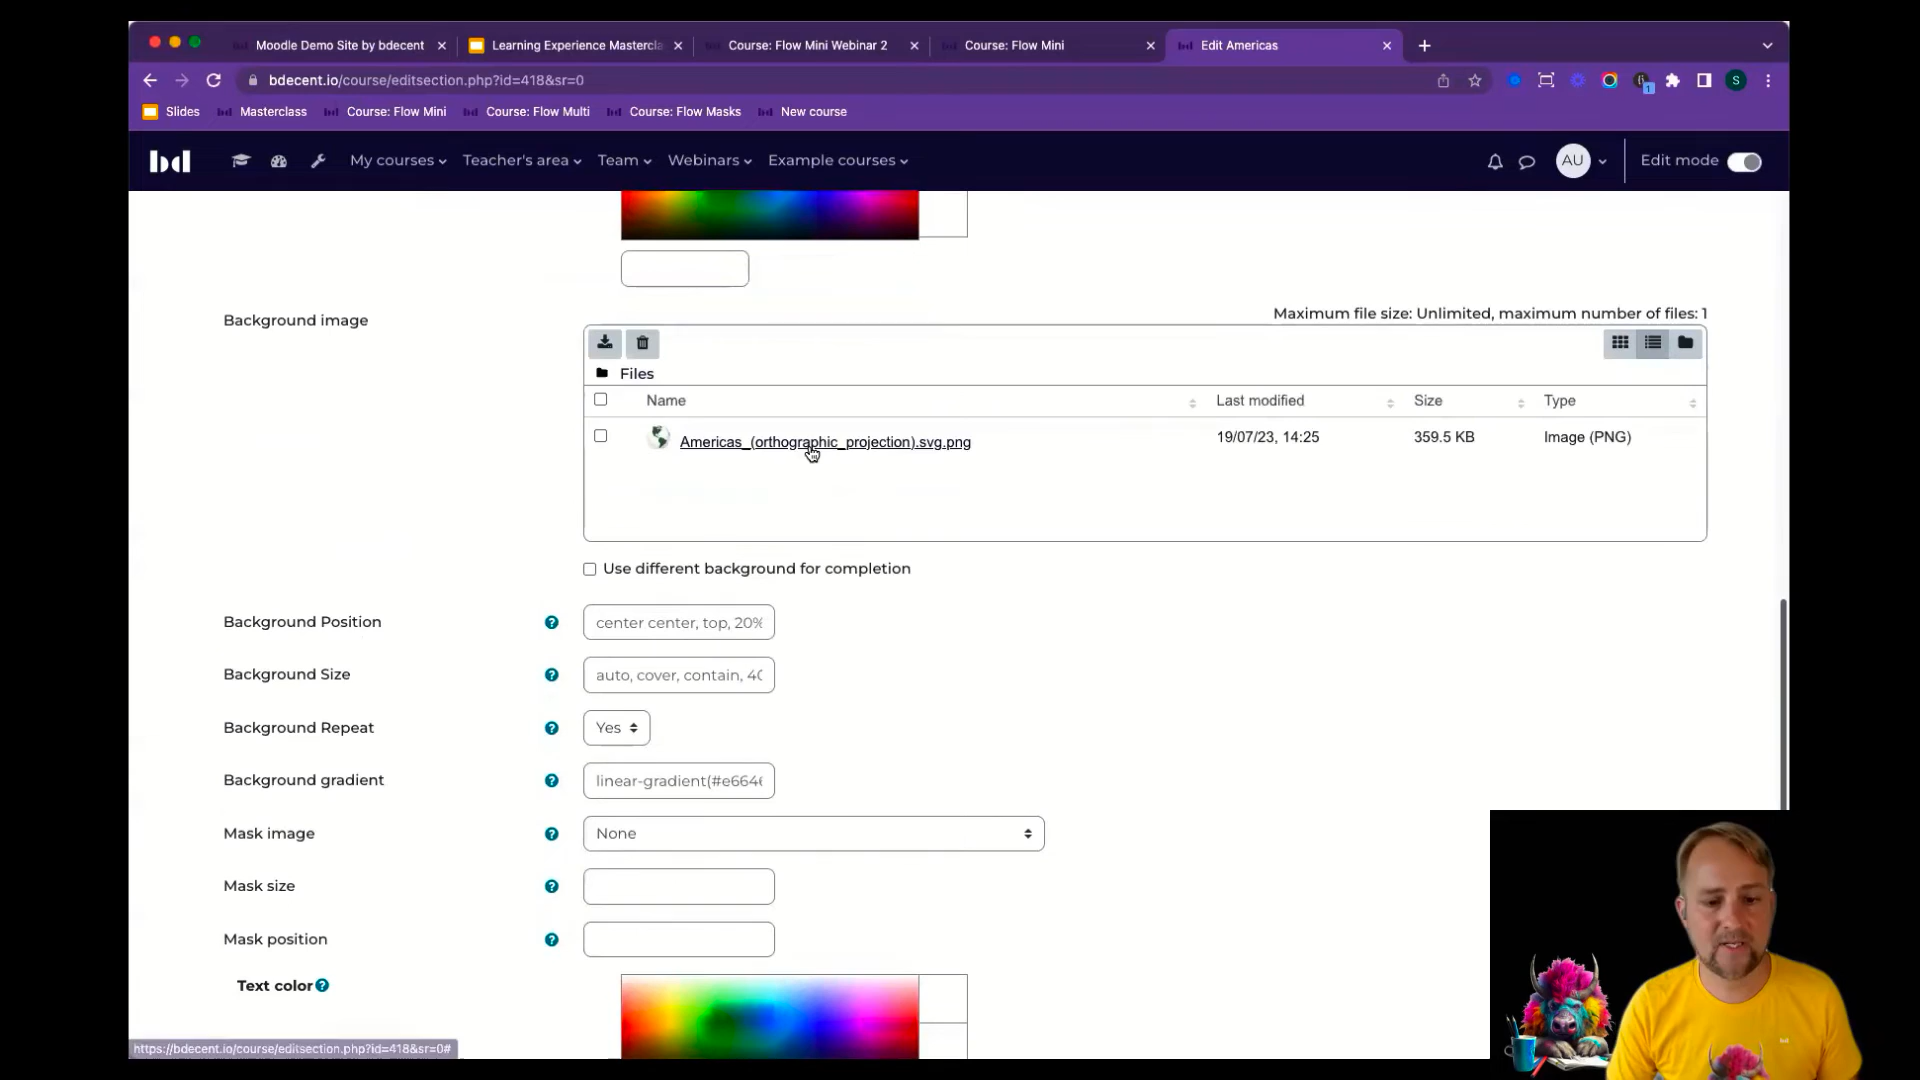 Moodle Demo Site by bdecent
Learning Experience Mastercla
Course: Flow Mini Webinar 2
Course: Flow Mini
Edit Americas
bdecent.io/course/editsection.php?id=418&sr=0
1
S
Slides
Masterclass
Course: Flow Mini
Course: Flow Multi
Course: Flow Masks
New course
bd
My courses
Teacher's area
Team
Webinars
Example courses
AU
Edit mode
Background image
Maximum file size: Unlimited, maximum number of files: 1
Files
Name
Last modified
Size
Type
Americas_(orthographic_projection).svg.png
19/07/23, 14:25
359.5 KB
Image (PNG)
Use different background for completion
Background Position
center center, top, 20%
Background Size
auto, cover, contain, 40
Background Repeat
Yes
Background gradient
linear-gradient(#e664
Mask image
None
Mask size
Mask position
Text color
https://bdecent.io/course/editsection.php?id=418&sr=0#